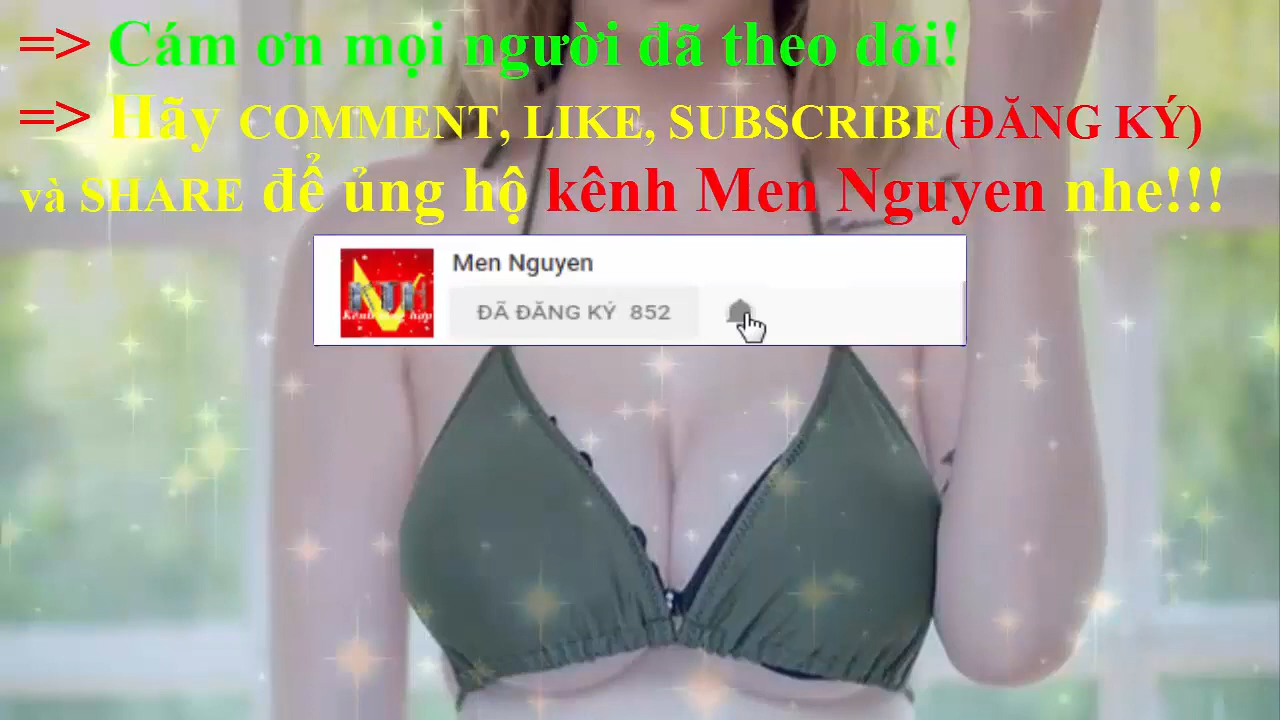 => Cám ơn mọi người đã theo dõi!
=> Hãy COMMENT, LIKE, SUBSCRIBE(ĐĂNG KÝ)
và SHARE để ủng hộ kênh Men Nguyen nhe!!!
Men Nguyen
ĐÃ ĐĂNG KÝ 852